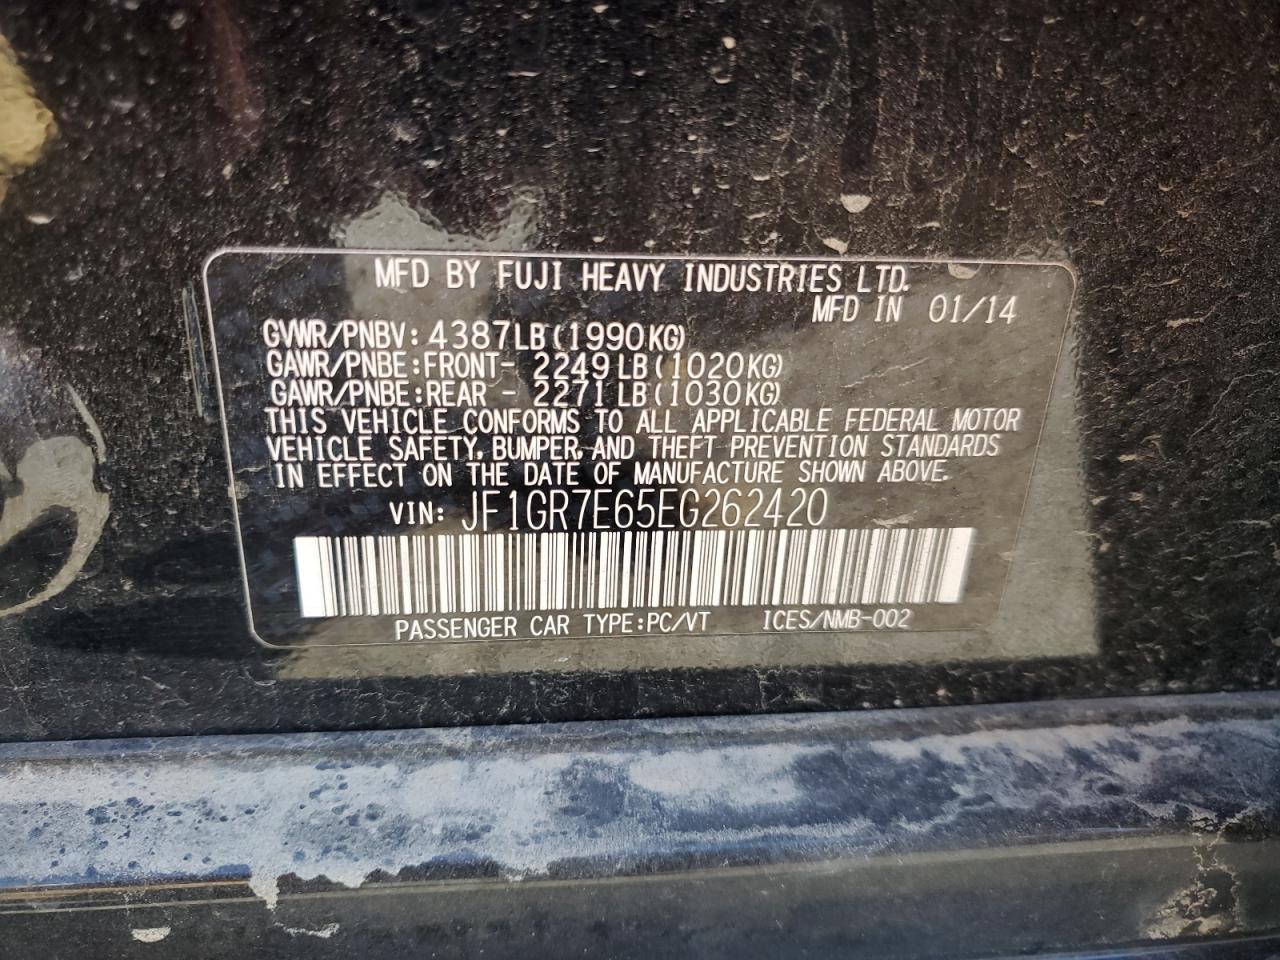 MFD BY FUJI HEAVY INDUSTRIES LTD.
MFD IN 01/14
GVWR/PNBV: 4387LB(1990KG)
GAWR/PNBE:FRONT- 2249LB(1020KG)
GAWR/PNBE:REAR - 2271LB(1030KG)
THIS VEHICLE CONFORMS TO ALL APPLICABLE FEDERAL MOTOR
VEHICLE SAFETY, BUMPER, AND THEFT PREVENTION STANDARDS
IN EFFECT ON THE DATE OF MANUFACTURE SHOWN ABOVE.
VIN: JF1GR7E65EG262420
PASSENGER CAR TYPE:PC/VT ICES/NMB-002